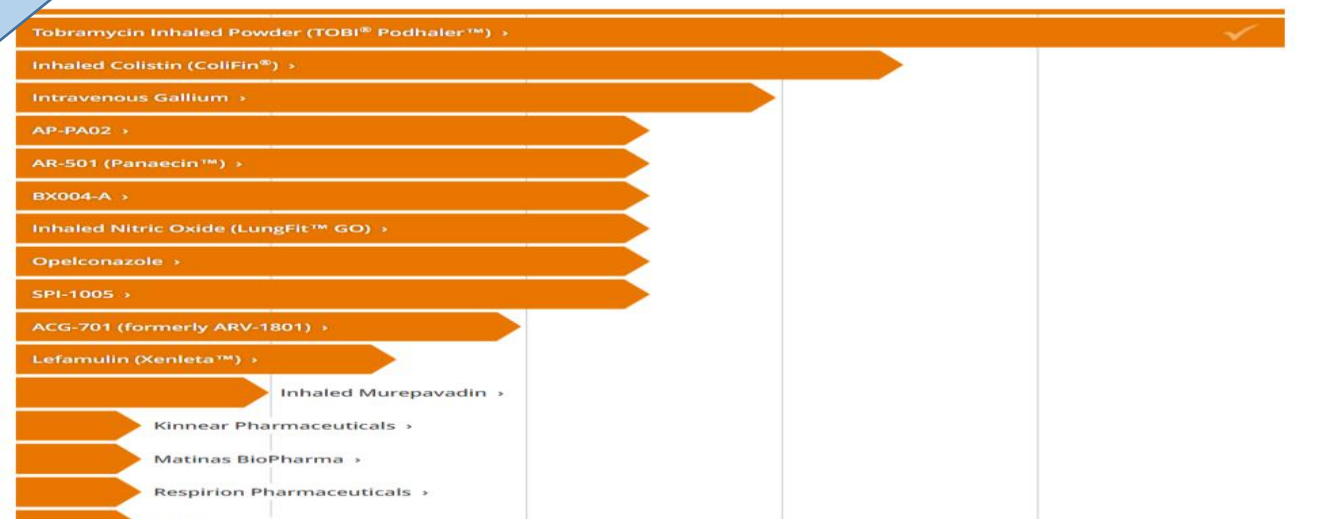 Tobramycin Inhaled Powder (TOBI® Podhaler™) ›
Inhaled Colistin (ColiFin®) ›
Intravenous Gallium ›
AP-PA02 ›
AR-501 (Panaecin™) ›
BX004-A ›
Inhaled Nitric Oxide (LungFit™ GO) ›
Opelconazole ›
SPI-1005 ›
ACG-701 (formerly ARV-1801) ›
Lefamulin (Xenleta™) ›
Inhaled Murepavadin ›
Kinnear Pharmaceuticals ›
Matinas BioPharma ›
Respirion Pharmaceuticals ›